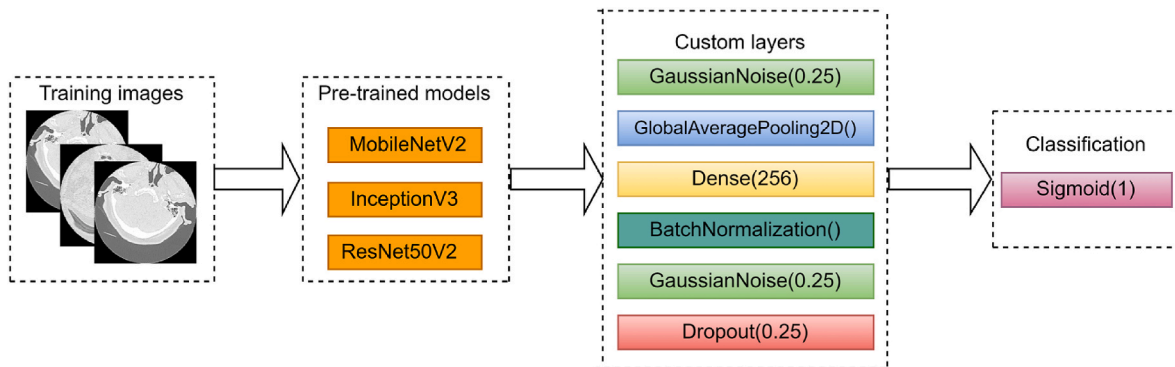 Training images
Pre-trained models
MobileNetV2
InceptionV3
ResNet50V2
Custom layers
GaussianNoise(0.25)
GlobalAveragePooling2D()
Dense(256)
BatchNormalization()
GaussianNoise(0.25)
Dropout(0.25)
Classification
Sigmoid(1)